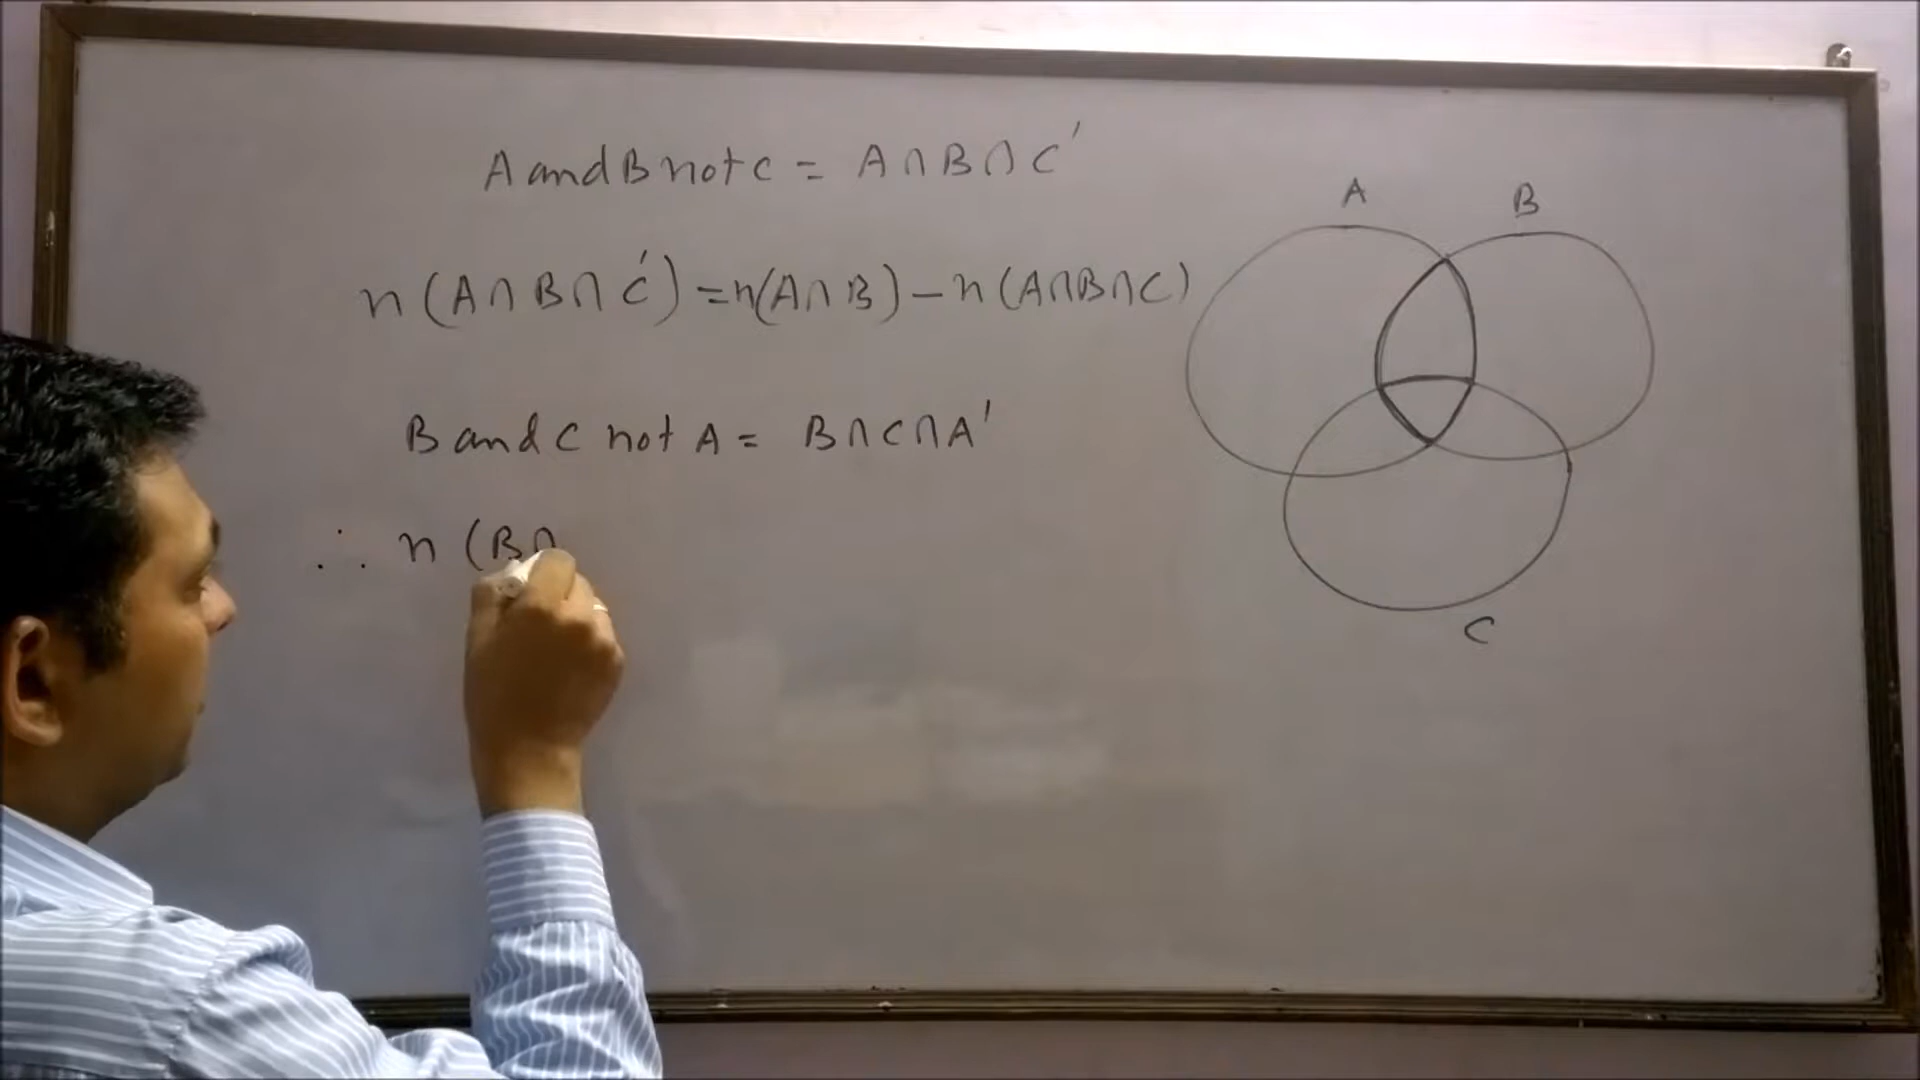 A and B not C = A ∩ B ∩ C'
n (A ∩ B ∩ C') = n(A ∩ B) – n (A∩B∩C)
B and C not A = B ∩ C ∩ A'
∴ n (B ∩
A
B
C